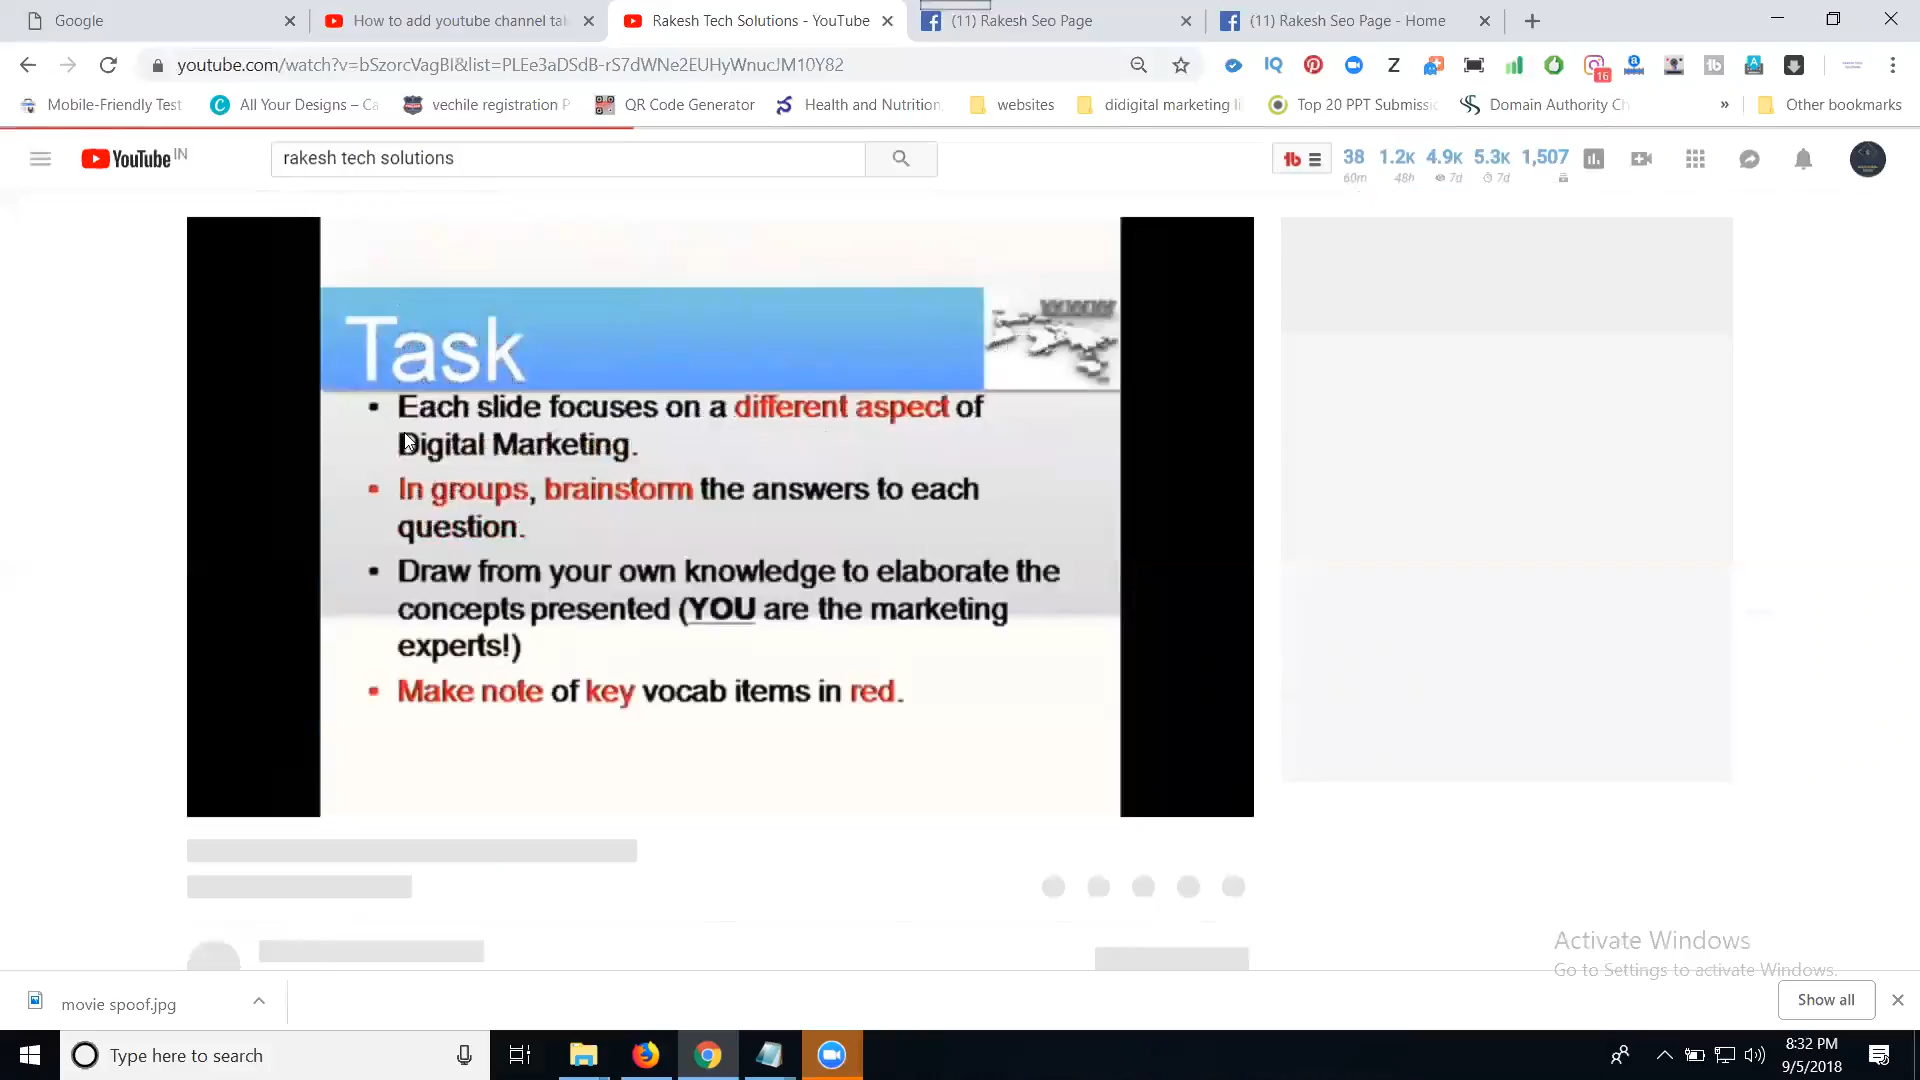 Google
How to add youtube channel tal
Rakesh Tech Solutions - YouTube
(11) Rakesh Seo Page
(11) Rakesh Seo Page - Home
youtube.com/watch?v=bSzorcVagBI&list=PLEe3aDSdB-rS7dWNe2EUHyWnucJM10Y82
Mobile-Friendly Test
All Your Designs – Ca
vechile registration P
QR Code Generator
Health and Nutrition
websites
didigital marketing li
Top 20 PPT Submissi
Domain Authority Ch
Other bookmarks
YouTube IN
rakesh tech solutions
38 1.2K 4.9K 5.3K 1,507
60m 48h 7d 7d
16
WWW
Task
• Each slide focuses on a different aspect of
Digital Marketing.
• In groups, brainstorm the answers to each
question.
• Draw from your own knowledge to elaborate the
concepts presented (YOU are the marketing
experts!)
• Make note of key vocab items in red.
Activate Windows
Go to Settings to activate Windows.
movie spoof.jpg
Show all
Type here to search
8:32 PM
9/5/2018